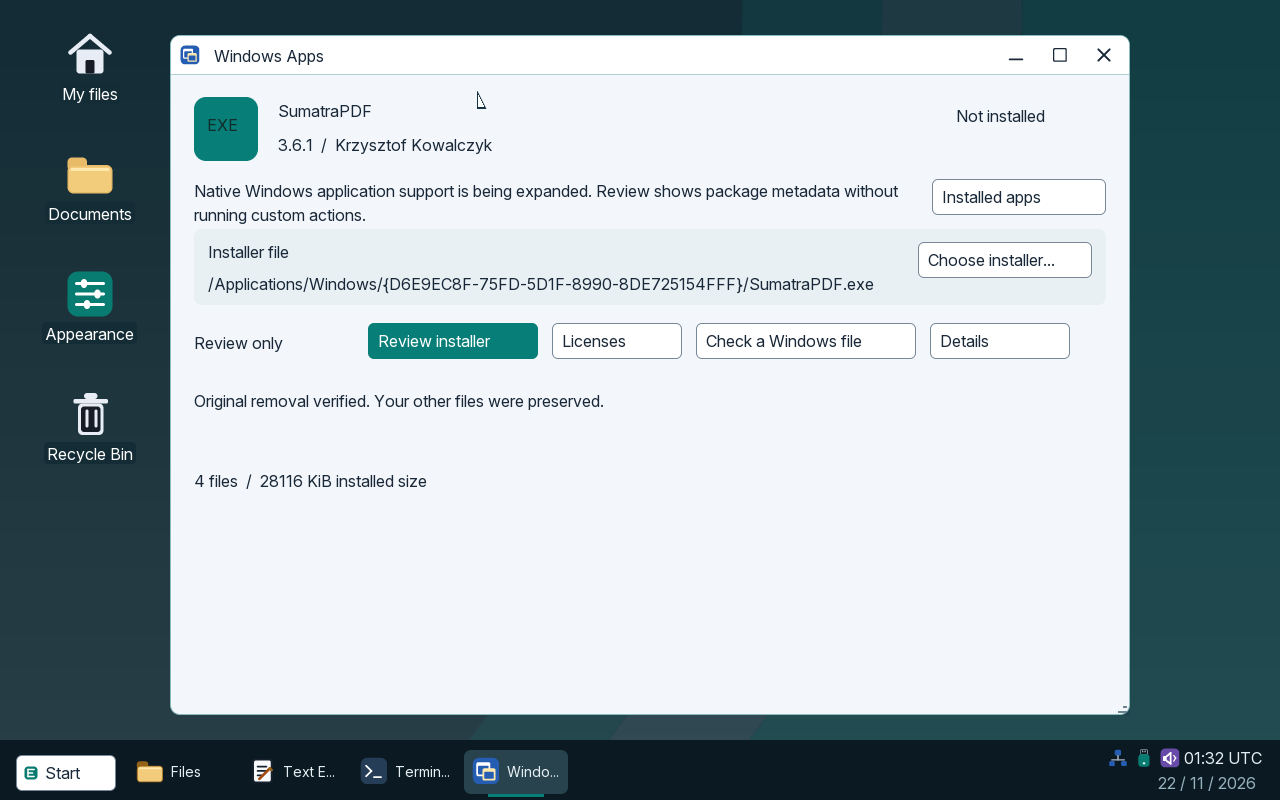 My files
Documents
Appearance
Recycle Bin
Windows Apps
EXE
SumatraPDF
3.6.1 / Krzysztof Kowalczyk
Not installed
Native Windows application support is being expanded. Review shows package metadata without
running custom actions.
Installed apps
Installer file
/Applications/Windows/{D6E9EC8F-75FD-5D1F-8990-8DE725154FFF}/SumatraPDF.exe
Choose installer...
Review only
Review installer
Licenses
Check a Windows file
Details
Original removal verified. Your other files were preserved.
4 files / 28116 KiB installed size
Start
Files
Text E...
Termin...
Windo...
01:32 UTC
22 / 11 / 2026